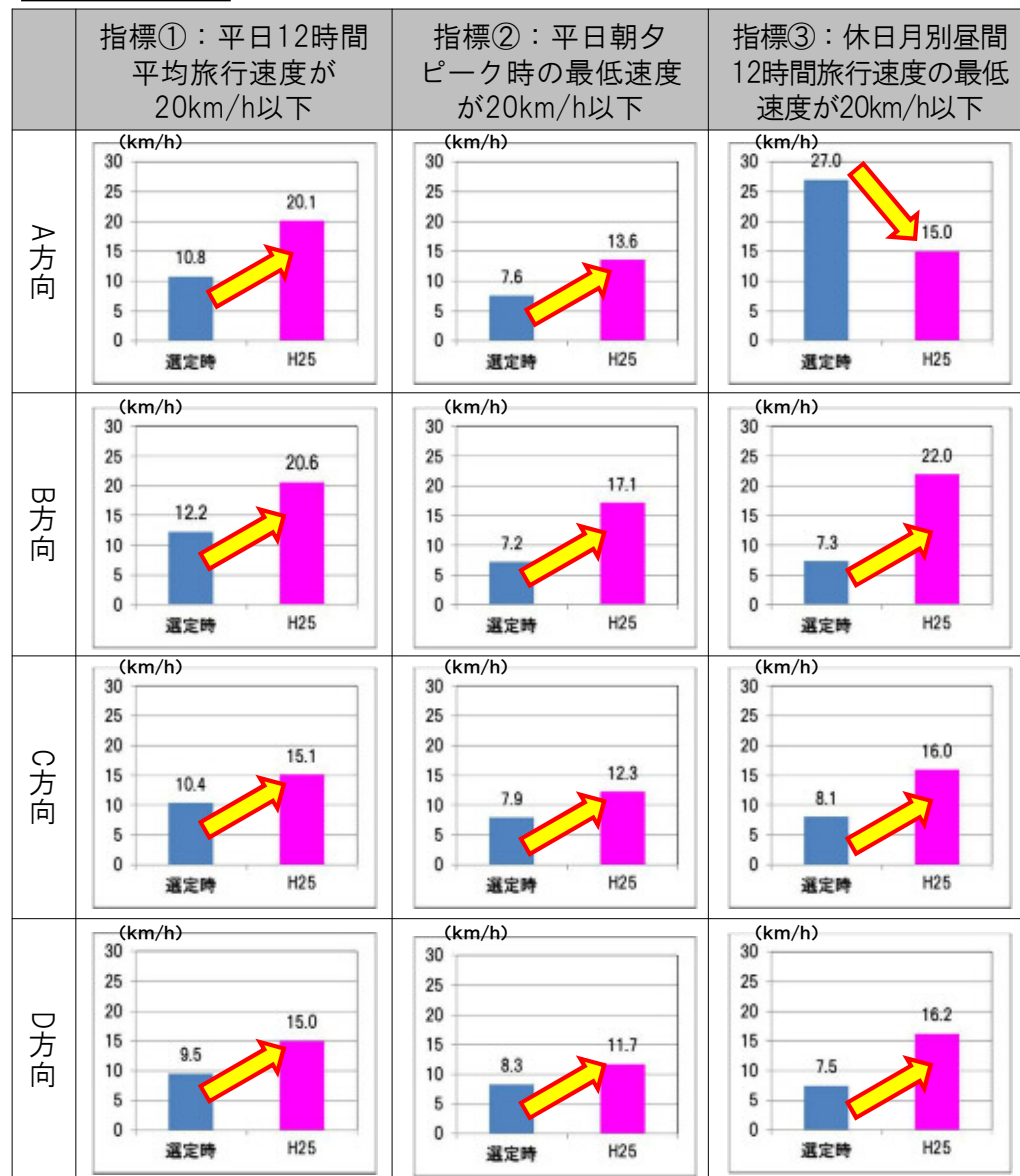 指標①：平日12時間
平均旅行速度が
20km/h以下
指標②：平日朝夕
ピーク時の最低速度
が20km/h以下
指標③：休日月別昼間
12時間旅行速度の最低
速度が20km/h以下
A方向
(km/h)
30
25
20
15
10
5
0
10.8
20.1
選定時
H25
(km/h)
30
25
20
15
10
5
0
7.6
13.6
選定時
H25
(km/h)
30
25
20
15
10
5
0
27.0
15.0
選定時
H25
B方向
(km/h)
30
25
20
15
10
5
0
12.2
20.6
選定時
H25
(km/h)
30
25
20
15
10
5
0
7.2
17.1
選定時
H25
(km/h)
30
25
20
15
10
5
0
7.3
22.0
選定時
H25
C方向
(km/h)
30
25
20
15
10
5
0
10.4
15.1
選定時
H25
(km/h)
30
25
20
15
10
5
0
7.9
12.3
選定時
H25
(km/h)
30
25
20
15
10
5
0
8.1
16.0
選定時
H25
D方向
(km/h)
30
25
20
15
10
5
0
9.5
15.0
選定時
H25
(km/h)
30
25
20
15
10
5
0
8.3
11.7
選定時
H25
(km/h)
30
25
20
15
10
5
0
7.5
16.2
選定時
H25